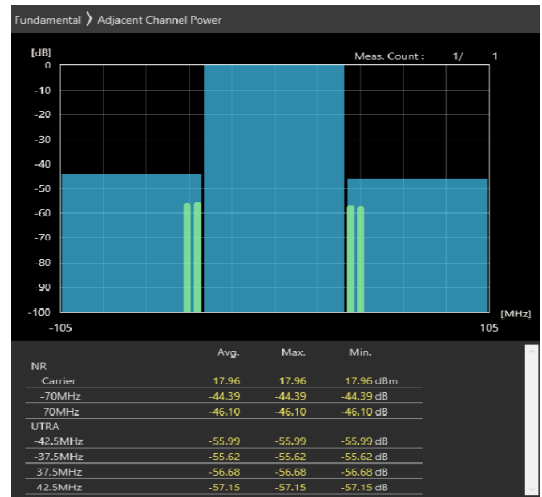 Fundamental 》 Adjacent Channel Power
[dB]
Meas. Count : 1/ 1
0
-10
-20
-30
-40
-50
-60
-70
-80
-90
-100
[MHz]
-105 105
Avg. Max. Min.
NR
Carrier 17.96 17.96 17.96 dBm
-70MHz -44.39 -44.39 -44.39 dB
70MHz -46.10 -46.10 -46.10 dB
UTRA
-42.5MHz -55.99 -55.99 -55.99 dB
-37.5MHz -55.62 -55.62 -55.62 dB
37.5MHz -56.68 -56.68 -56.68 dB
42.5MHz -57.15 -57.15 -57.15 dB